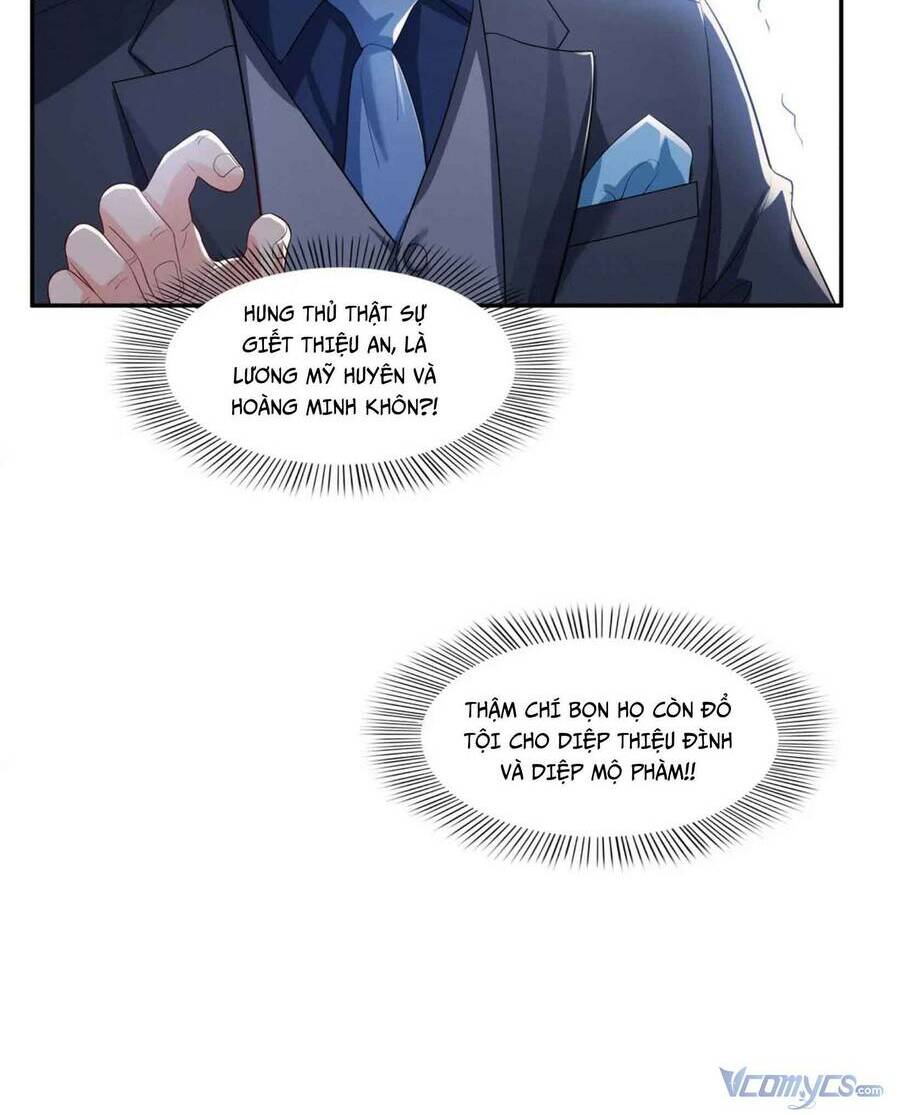 HUNG THỦ THẬT SỰ
GIẾT THIỆU AN, LÀ
LƯƠNG MỸ HUYÊN VÀ
HOÀNG MINH KHÔN?!
THẬM CHÍ BỌN HỌ CÒN ĐỔ
TỘI CHO DIỆP THIỆU ĐÌNH
VÀ DIỆP MỘ PHÀM!!
VCOMYCS.com